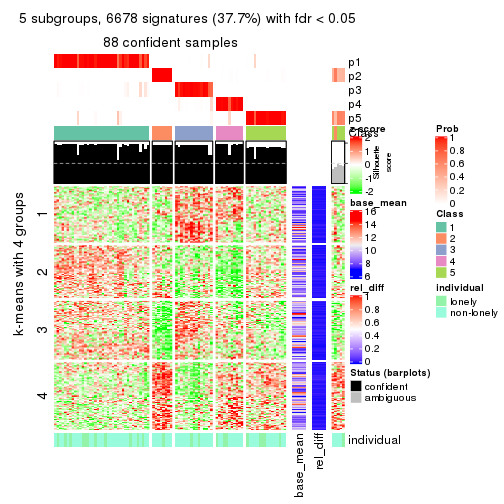 5 subgroups, 6678 signatures (37.7%) with fdr < 0.05
88 confident samples
p1
p2
p3
p4
p5
Class
z-score
2
1
0
-1
-2
Silhouette
score
Prob
1
0.8
0.6
0.4
0.2
0
base_mean
16
14
12
10
8
6
Class
1
2
3
4
5
rel_diff
1
0.8
0.6
0.4
0.2
0
individual
lonely
non-lonely
Status (barplots)
confident
ambiguous
k-means with 4 groups
1
2
3
4
individual
base_mean
rel_diff